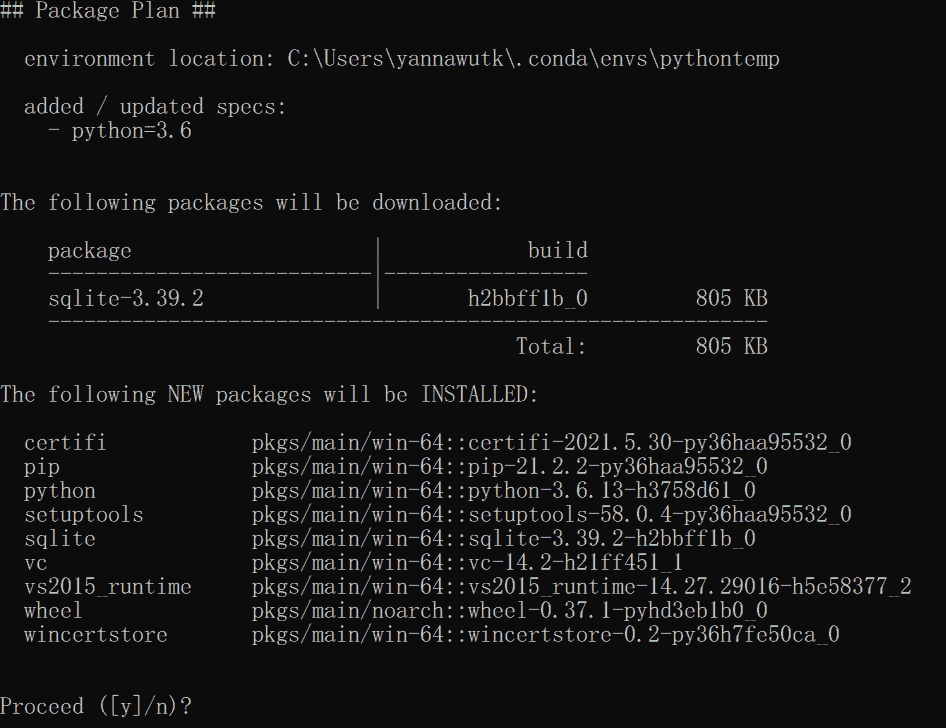 ## Package Plan ##
environment location: C:\Users\yannawutk\.conda\envs\pythontemp
added / updated specs:
- python=3.6
The following packages will be downloaded:
package | build
---------------------------|-----------------
sqlite-3.39.2 | h2bbff1b_0 805 KB
------------------------------------------------------------
Total: 805 KB
The following NEW packages will be INSTALLED:
certifi pkgs/main/win-64::certifi-2021.5.30-py36haa95532_0
pip pkgs/main/win-64::pip-21.2.2-py36haa95532_0
python pkgs/main/win-64::python-3.6.13-h3758d61_0
setuptools pkgs/main/win-64::setuptools-58.0.4-py36haa95532_0
sqlite pkgs/main/win-64::sqlite-3.39.2-h2bbff1b_0
vc pkgs/main/win-64::vc-14.2-h21ff451_1
vs2015_runtime pkgs/main/win-64::vs2015_runtime-14.27.29016-h5e58377_2
wheel pkgs/main/noarch::wheel-0.37.1-pyhd3eb1b0_0
wincertstore pkgs/main/win-64::wincertstore-0.2-py36h7fe50ca_0
Proceed ([y]/n)?